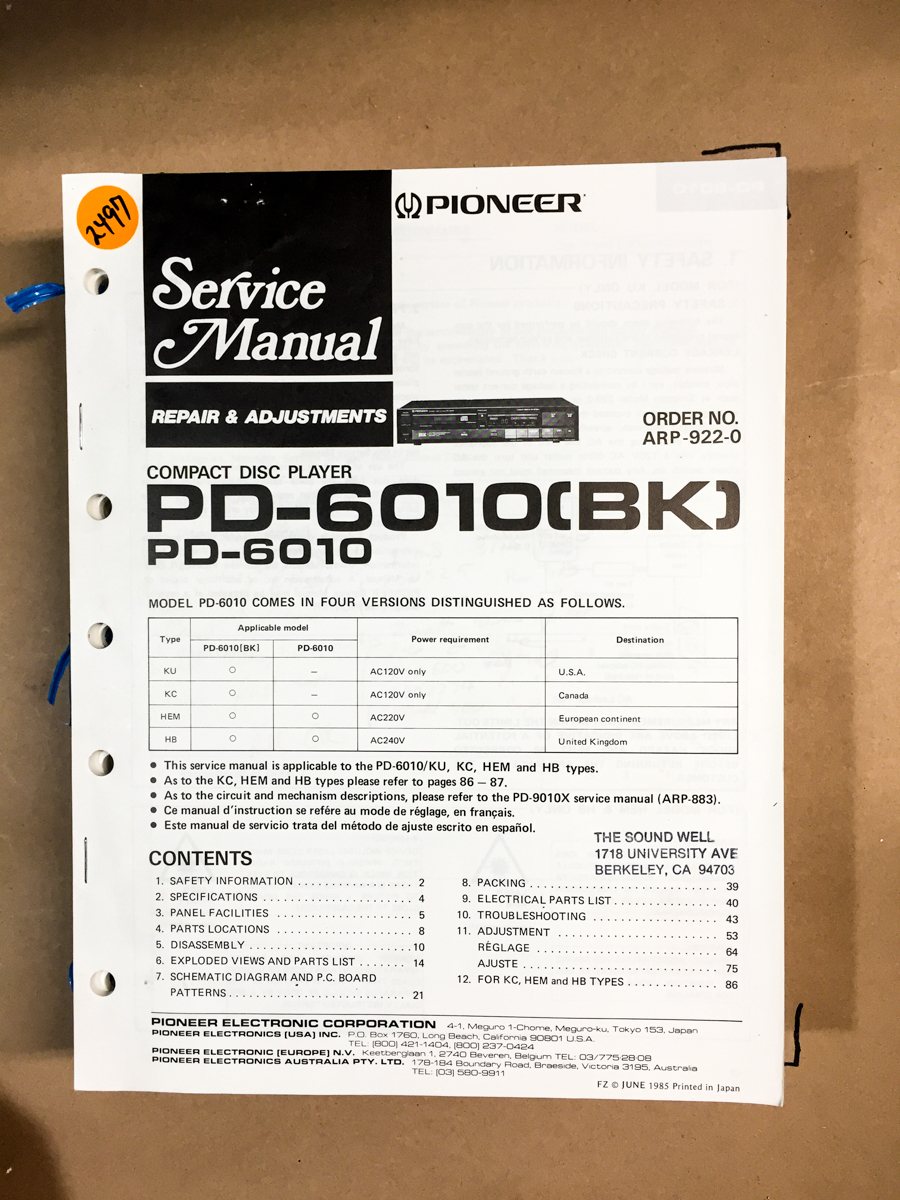 2497
PIONEER
Service
Manual
REPAIR & ADJUSTMENTS
ORDER NO.
ARP-922-0
COMPACT DISC PLAYER
PD-6010(BK)
PD-6010
MODEL PD-6010 COMES IN FOUR VERSIONS DISTINGUISHED AS FOLLOWS.
Type Applicable model Power requirement Destination
PD-6010[BK] PD-6010
KU ○ – AC120V only U.S.A.
KC ○ – AC120V only Canada
HEM ○ ○ AC220V European continent
HB ○ ○ AC240V United Kingdom
● This service manual is applicable to the PD-6010/KU, KC, HEM and HB types.
● As to the KC, HEM and HB types please refer to pages 86 – 87.
● As to the circuit and mechanism descriptions, please refer to the PD-9010X service manual (ARP-883).
● Ce manual d'instruction se refére au mode de réglage, en français.
● Este manual de servicio trata del método de ajuste escrito en español.
THE SOUND WELL
1718 UNIVERSITY AVE
BERKELEY, CA 94703
CONTENTS
1. SAFETY INFORMATION ................. 2
2. SPECIFICATIONS ...................... 4
3. PANEL FACILITIES .................... 5
4. PARTS LOCATIONS .................... 8
5. DISASSEMBLY ........................ 10
6. EXPLODED VIEWS AND PARTS LIST ....... 14
7. SCHEMATIC DIAGRAM AND P.C. BOARD
PATTERNS .......................... 21
8. PACKING ............................ 39
9. ELECTRICAL PARTS LIST ................ 40
10. TROUBLESHOOTING ................... 43
11. ADJUSTMENT ........................ 53
RÉGLAGE ........................... 64
AJUSTE ............................. 75
12. FOR KC, HEM and HB TYPES ............. 86
PIONEER ELECTRONIC CORPORATION 4-1, Meguro 1-Chome, Meguro-ku, Tokyo 153, Japan
PIONEER ELECTRONICS [USA] INC. P.O. Box 1760, Long Beach, California 90801 U.S.A.
TEL: [800] 421-1404, [800] 237-0424
PIONEER ELECTRONIC [EUROPE] N.V. Keetberglaan 1, 2740 Beveren, Belgium TEL: 03/775·28·08
PIONEER ELECTRONICS AUSTRALIA PTY. LTD. 178-184 Boundary Road, Braeside, Victoria 3195, Australia
TEL: [03] 580-9911
FZ © JUNE 1985 Printed in Japan